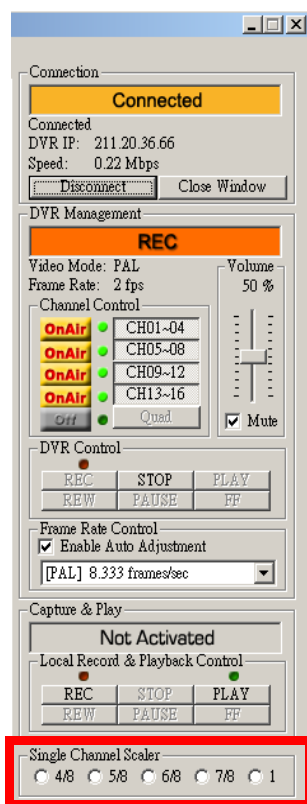 Connection
Connected
Connected
DVR IP: 211.20.36.66
Speed: 0.22 Mbps
Disconnect Close Window
DVR Management
REC
Video Mode: PAL
Frame Rate: 2 fps
Volume
50 %
Channel Control
OnAir CH01~04
OnAir CH05~08
OnAir CH09~12
OnAir CH13~16
Off Quad
Mute
DVR Control
REC STOP PLAY
REW PAUSE FF
Frame Rate Control
Enable Auto Adjustment
[PAL] 8.333 frames/sec
Capture & Play
Not Activated
Local Record & Playback Control
REC STOP PLAY
REW PAUSE FF
Single Channel Scaler
4/8 5/8 6/8 7/8 1